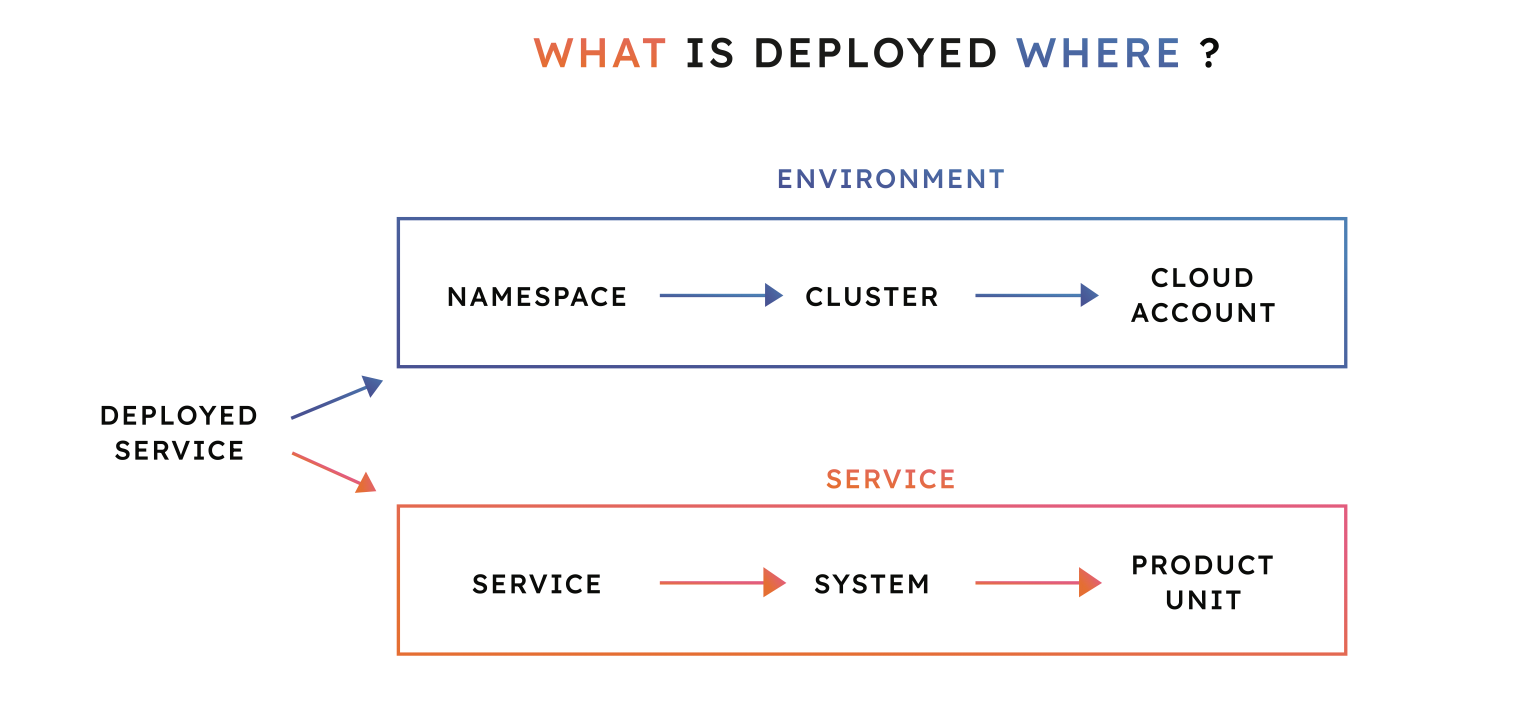 WHAT IS DEPLOYED WHERE ?
ENVIRONMENT
NAMESPACE
CLUSTER
CLOUD
ACCOUNT
DEPLOYED
SERVICE
SERVICE
SERVICE
SYSTEM
PRODUCT
UNIT